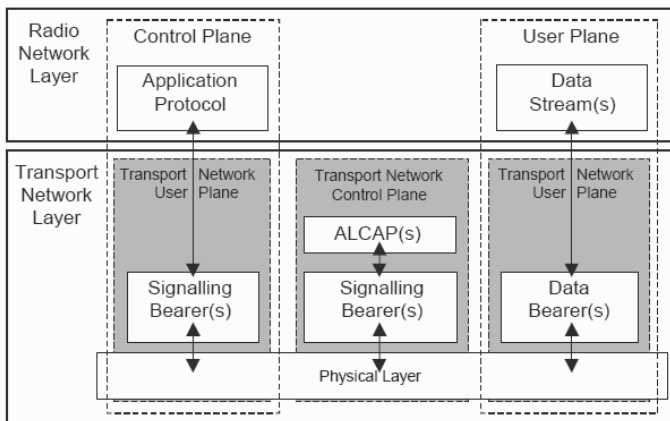 Radio
Network
Layer
Control Plane
User Plane
Application
Protocol
Data
Stream(s)
Transport
Network
Layer
Transport Network
User Plane
Transport Network
Control Plane
Transport Network
User Plane
ALCAP(s)
Signalling
Bearer(s)
Signalling
Bearer(s)
Data
Bearer(s)
Physical Layer